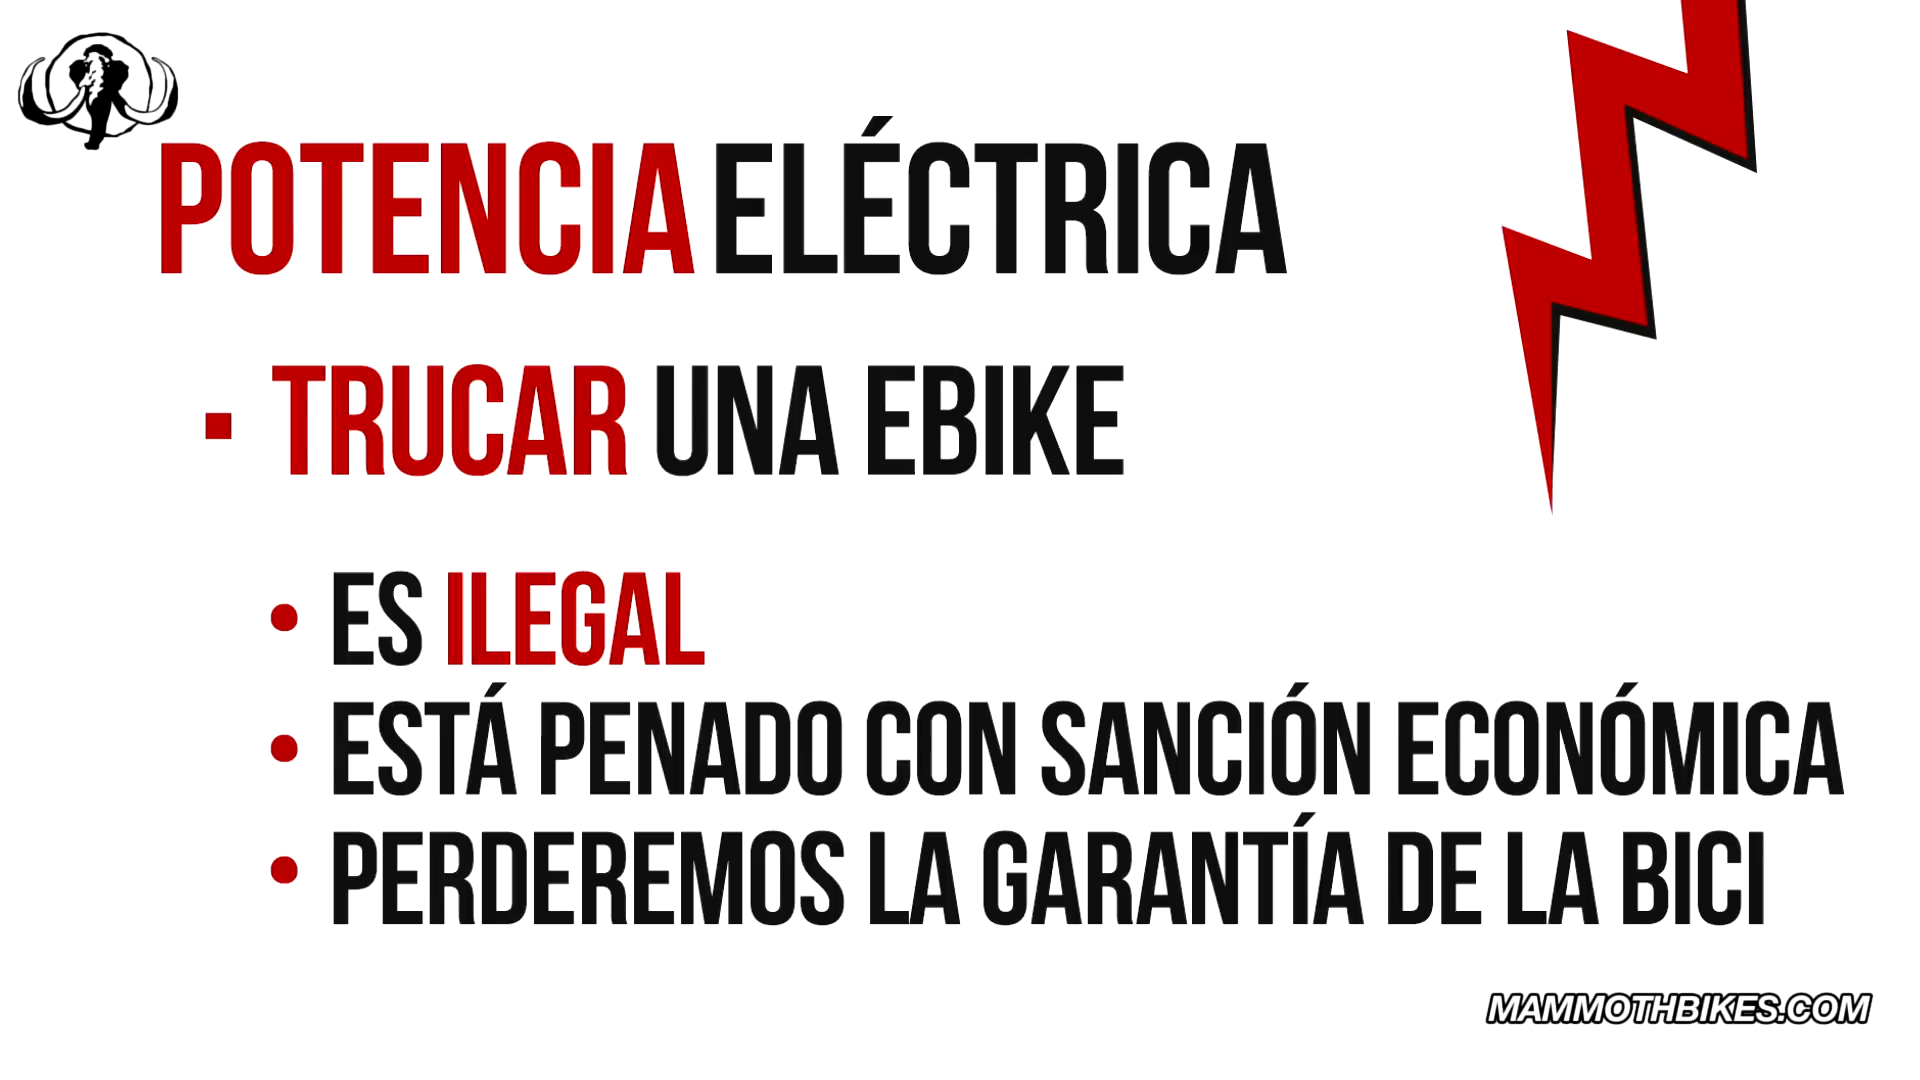 POTENCIA ELÉCTRICA
- TRUCAR UNA EBIKE
• ES ILEGAL
• ESTÁ PENADO CON SANCIÓN ECONÓMICA
• PERDEREMOS LA GARANTÍA DE LA BICI
MAMMOTHBIKES.COM